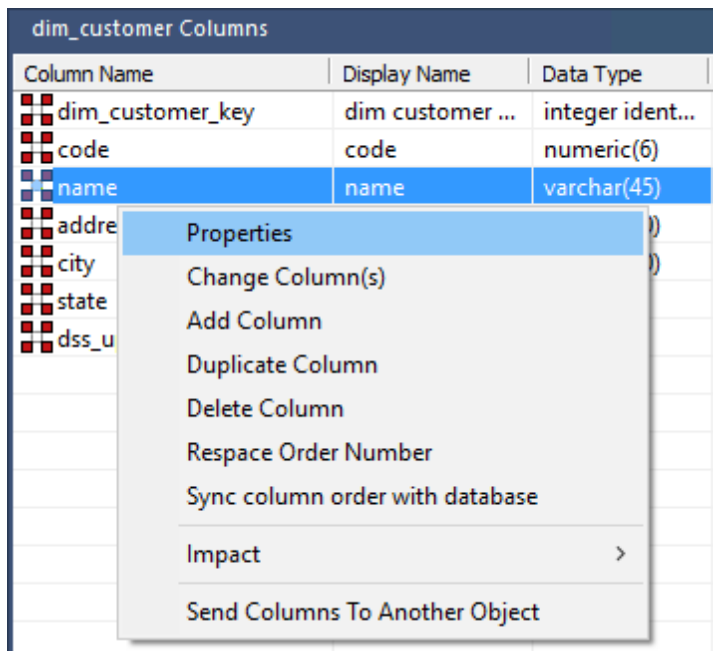 dim_customer Columns
Column Name Display Name Data Type
dim_customer_key dim customer ... integer ident...
code code numeric(6)
name name varchar(45)
addre
city
state
dss_u
Properties
Change Column(s)
Add Column
Duplicate Column
Delete Column
Respace Order Number
Sync column order with database
Impact >
Send Columns To Another Object